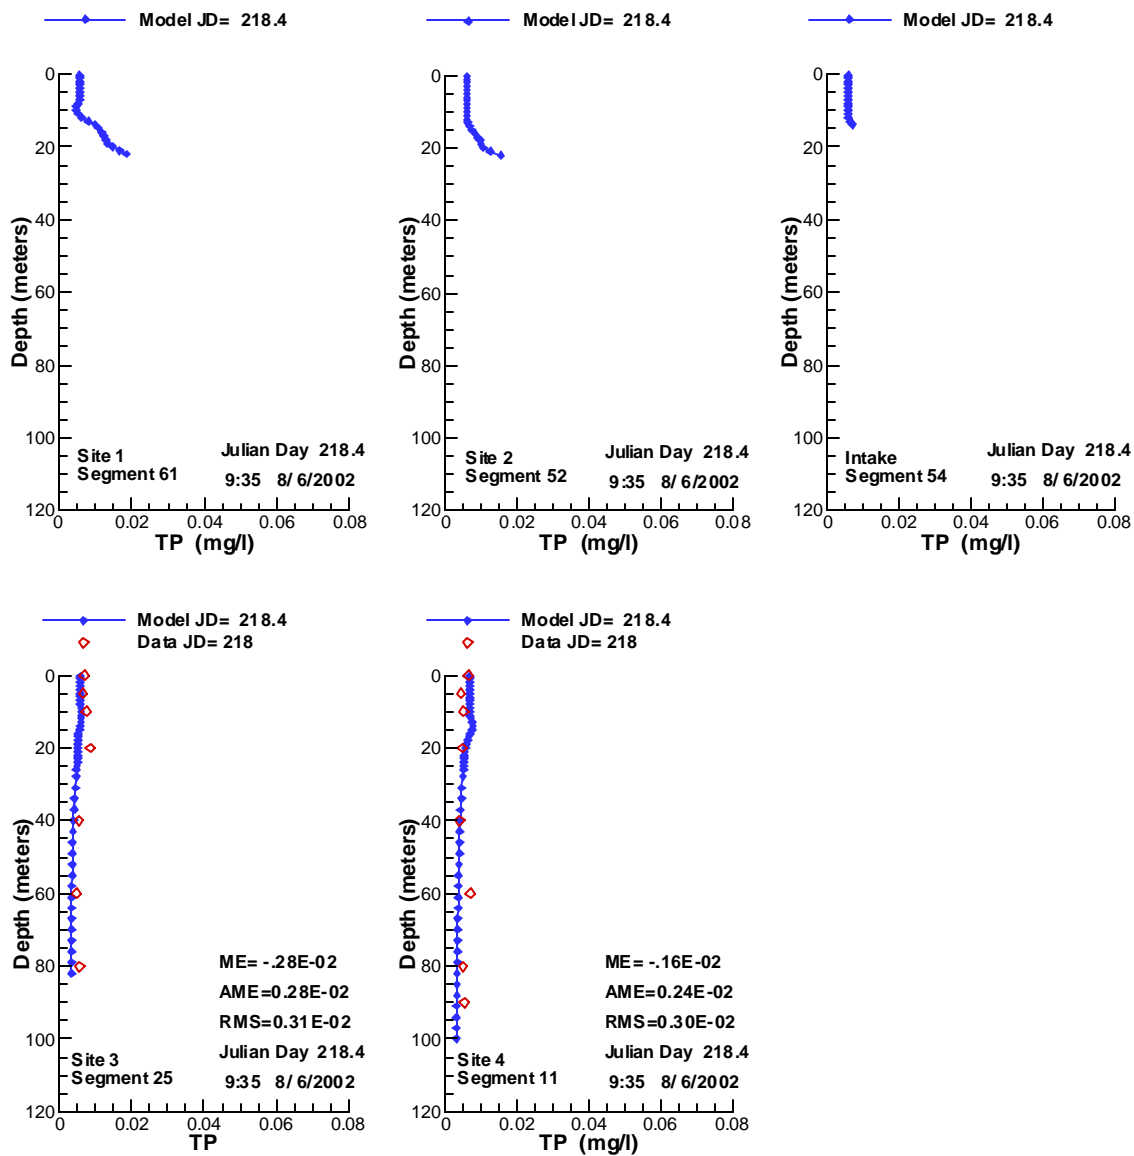 Model JD= 218.4
0
20
40
60
80
100
120
Depth (meters)
Site 1
Segment 61
Julian Day 218.4
9:35 8/ 6/2002
0 0.02 0.04 0.06 0.08
TP (mg/l)
Model JD= 218.4
0
20
40
60
80
100
120
Depth (meters)
Site 2
Segment 52
Julian Day 218.4
9:35 8/ 6/2002
0 0.02 0.04 0.06 0.08
TP (mg/l)
Model JD= 218.4
0
20
40
60
80
100
120
Depth (meters)
Intake
Segment 54
Julian Day 218.4
9:35 8/ 6/2002
0 0.02 0.04 0.06 0.08
TP (mg/l)
Model JD= 218.4
Data JD= 218
0
20
40
60
80
100
120
Depth (meters)
ME= -.28E-02
AME=0.28E-02
RMS=0.31E-02
Site 3
Segment 25
Julian Day 218.4
9:35 8/ 6/2002
0 0.02 0.04 0.06 0.08
TP
Model JD= 218.4
Data JD= 218
0
20
40
60
80
100
120
Depth (meters)
ME= -.16E-02
AME=0.24E-02
RMS=0.30E-02
Site 4
Segment 11
Julian Day 218.4
9:35 8/ 6/2002
0 0.02 0.04 0.06 0.08
TP (mg/l)